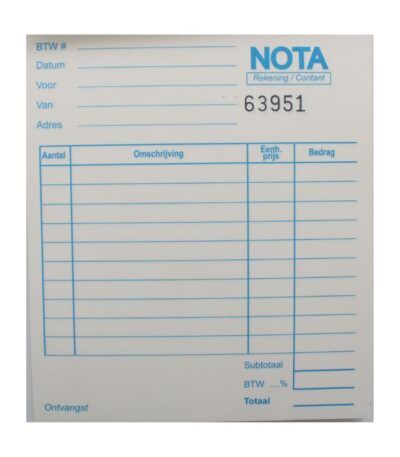 BTW #
NOTA
Datum
Rekening / Contant
Voor
Van
63951
Adres
Aantal Omschrijving Eenh. prijs Bedrag
Subtotaal
BTW ....%
Totaal
Ontvangst